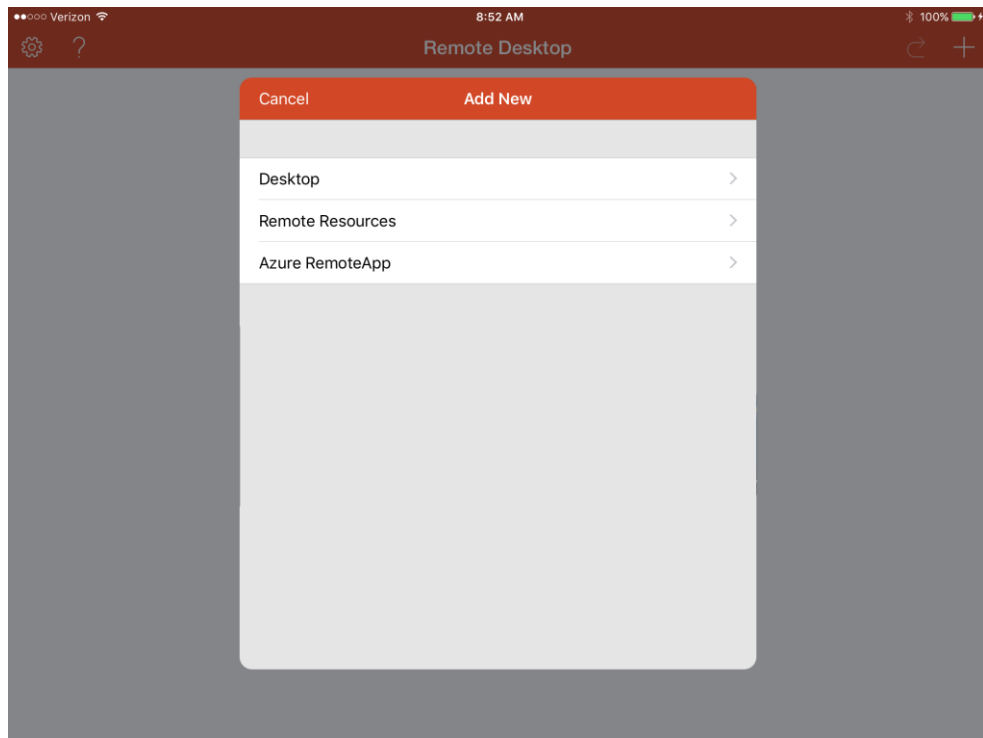 Verizon 8:52 AM 100%
? Remote Desktop
Cancel Add New
Desktop
Remote Resources
Azure RemoteApp